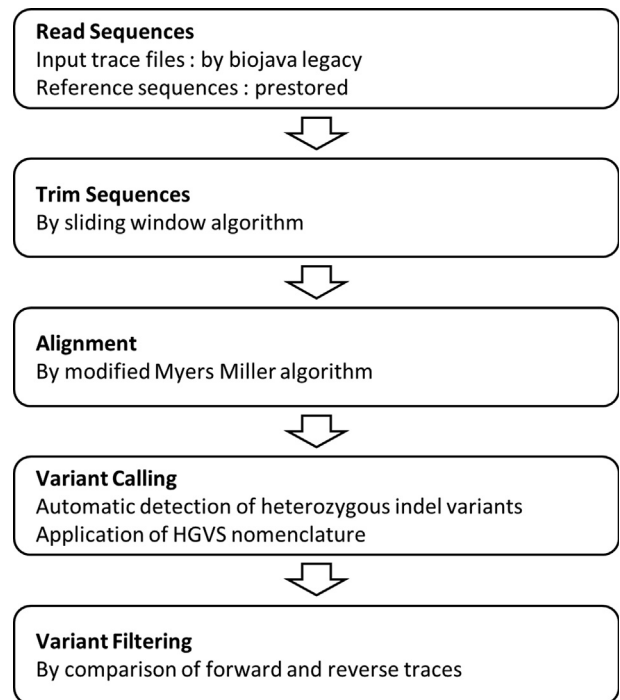 Read Sequences
Input trace files : by biojava legacy
Reference sequences : prestored
Trim Sequences
By sliding window algorithm
Alignment
By modified Myers Miller algorithm
Variant Calling
Automatic detection of heterozygous indel variants
Application of HGVS nomenclature
Variant Filtering
By comparison of forward and reverse traces